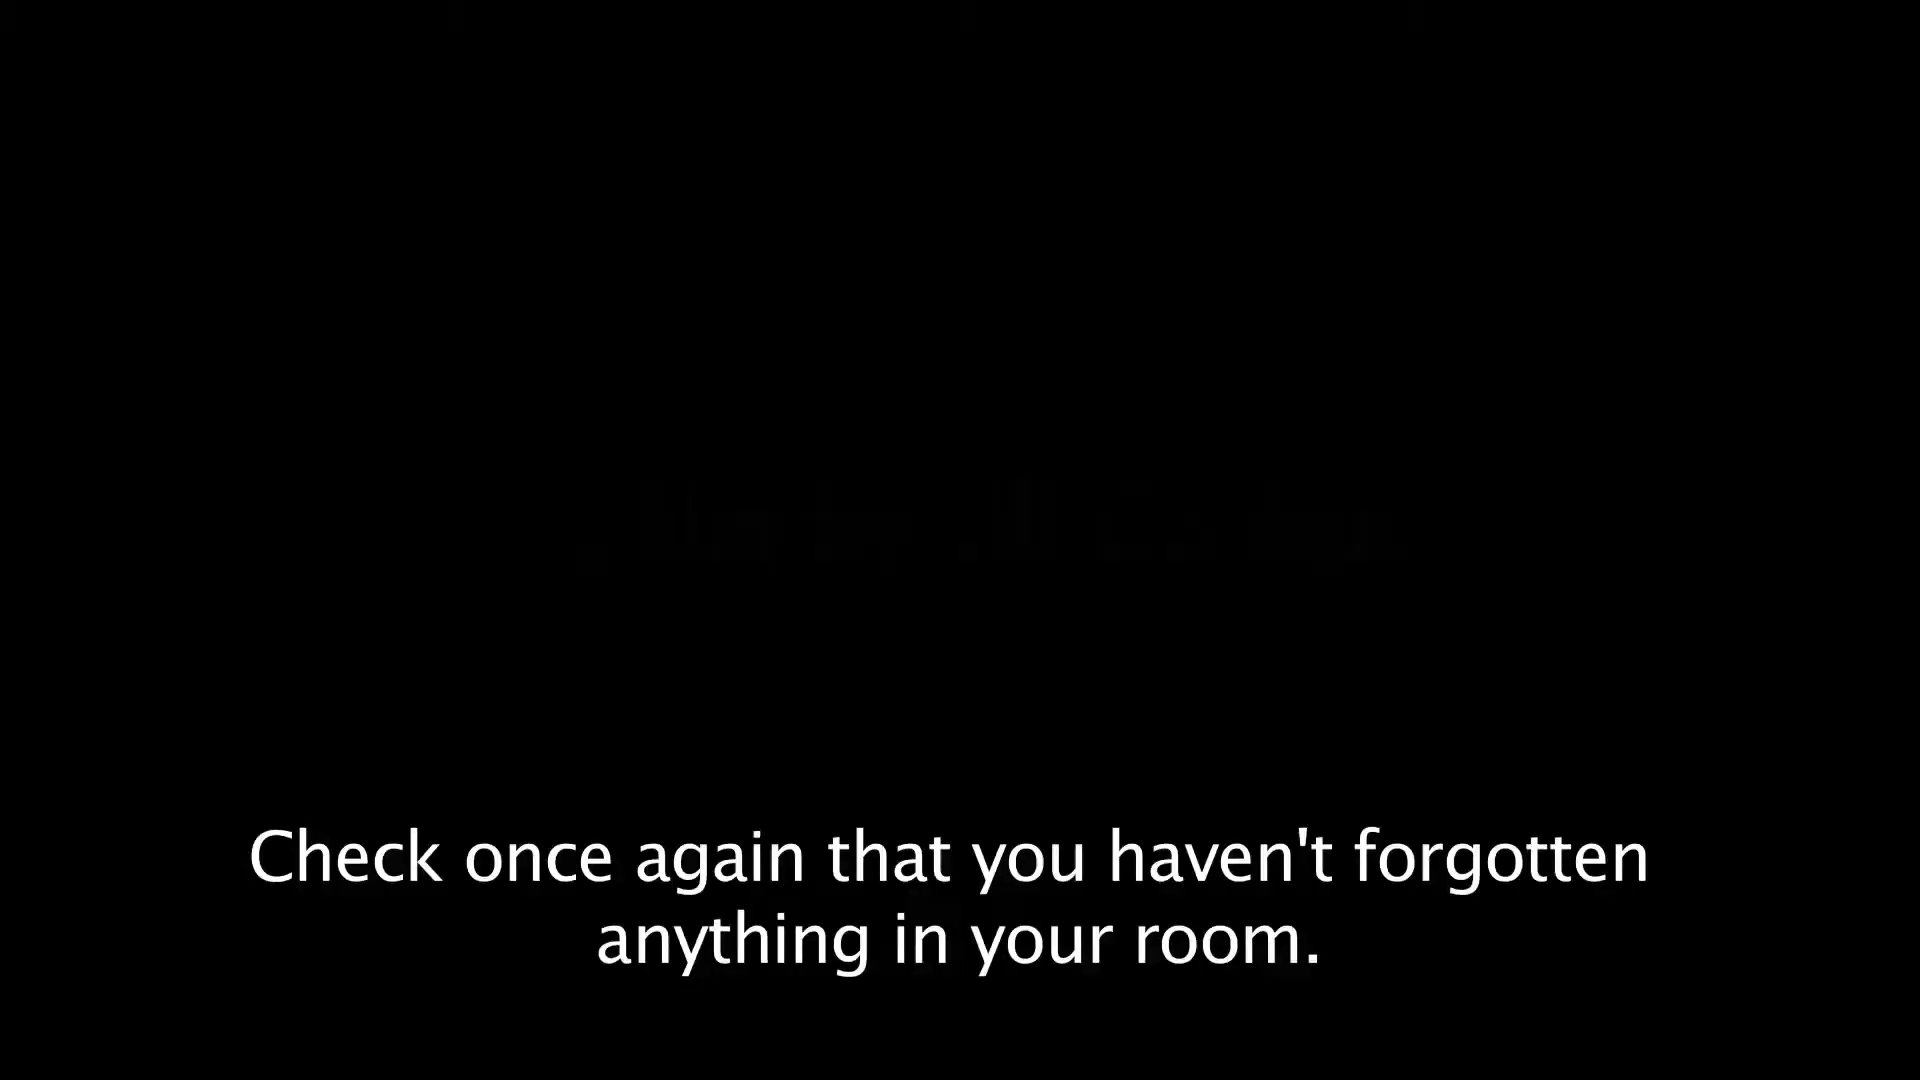 Check once again that you haven't forgotten
anything in your room.